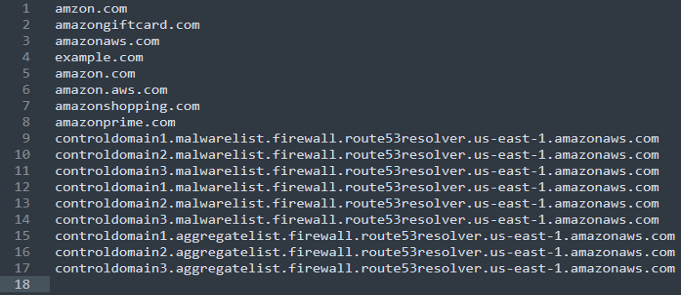 1 amzon.com
2 amazongiftcard.com
3 amazonaws.com
4 example.com
5 amazon.com
6 amazon.aws.com
7 amazonshopping.com
8 amazonprime.com
9 controldomain1.malwarelist.firewall.route53resolver.us-east-1.amazonaws.com
10 controldomain2.malwarelist.firewall.route53resolver.us-east-1.amazonaws.com
11 controldomain3.malwarelist.firewall.route53resolver.us-east-1.amazonaws.com
12 controldomain1.malwarelist.firewall.route53resolver.us-east-1.amazonaws.com
13 controldomain2.malwarelist.firewall.route53resolver.us-east-1.amazonaws.com
14 controldomain3.malwarelist.firewall.route53resolver.us-east-1.amazonaws.com
15 controldomain1.aggregatelist.firewall.route53resolver.us-east-1.amazonaws.com
16 controldomain2.aggregatelist.firewall.route53resolver.us-east-1.amazonaws.com
17 controldomain3.aggregatelist.firewall.route53resolver.us-east-1.amazonaws.com
18